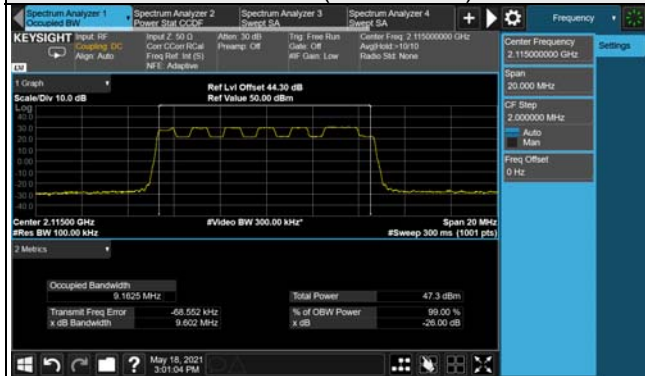 Spectrum Analyzer 1
Occupied BW
Spectrum Analyzer 2
Power Stat CCDF
Spectrum Analyzer 3
Swept SA
Spectrum Analyzer 4
Swept SA
+
Frequency
KEYSIGHT
Input: RF
Coupling: DC
Align: Auto
Input Z: 50 Ω
Corr CCorr RCal
Freq Ref: Int (S)
NFE: Adaptive
Atten: 30 dB
Preamp: Off
Trig: Free Run
Gate: Off
#IF Gain: Low
Center Freq: 2.115000000 GHz
Avg|Hold:>10/10
Radio Std: None
LXI
1 Graph
Scale/Div 10.0 dB
Ref Lvl Offset 44.30 dB
Ref Value 50.00 dBm
Log
40.0
30.0
20.0
10.0
0.00
-10.0
-20.0
-30.0
-40.0
Center 2.11500 GHz
#Res BW 100.00 kHz
#Video BW 300.00 kHz*
Span 20 MHz
#Sweep 300 ms (1001 pts)
2 Metrics
Occupied Bandwidth
9.1625 MHz
Total Power
47.3 dBm
Transmit Freq Error
-68.552 kHz
% of OBW Power
99.00 %
x dB Bandwidth
9.602 MHz
x dB
-26.00 dB
Center Frequency
2.115000000 GHz
Settings
Span
20.000 MHz
CF Step
2.000000 MHz
Auto
Man
Freq Offset
0 Hz
?
May 18, 2021
3:01:04 PM